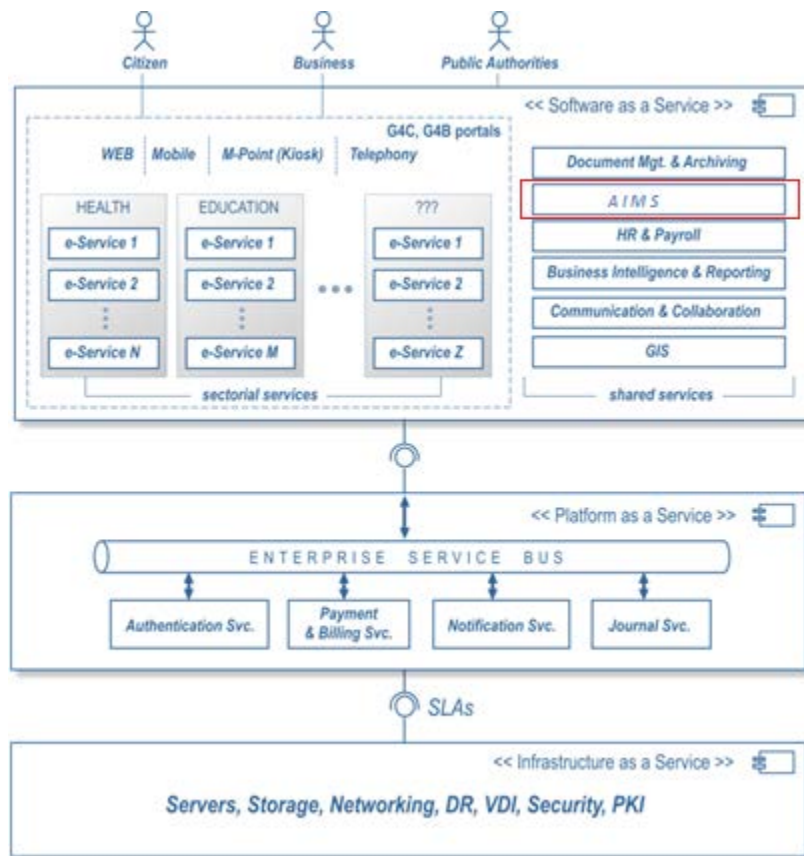 Citizen
Business
Public Authorities
<< Software as a Service >>
G4C, G4B portals
WEB Mobile M-Point (Kiosk) Telephony
HEALTH
e-Service 1
e-Service 2
e-Service N
EDUCATION
e-Service 1
e-Service 2
e-Service M
???
e-Service 1
e-Service 2
e-Service Z
sectorial services
Document Mgt. & Archiving
AIMS
HR & Payroll
Business Intelligence & Reporting
Communication & Collaboration
GIS
shared services
<< Platform as a Service >>
ENTERPRISE SERVICE BUS
Authentication Svc.
Payment
& Billing Svc.
Notification Svc.
Journal Svc.
SLAs
<< Infrastructure as a Service >>
Servers, Storage, Networking, DR, VDI, Security, PKI